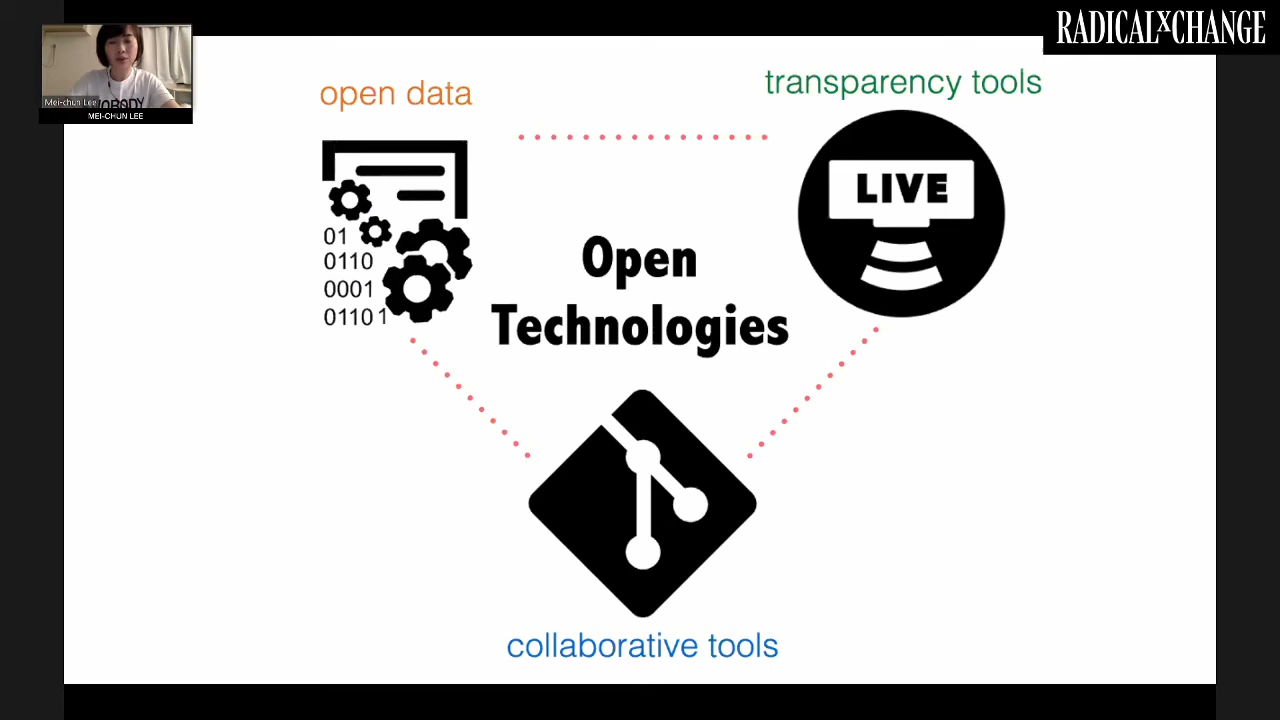 RADICALXCHANGE
Mei-chun Lee
NOBODY
MEI-CHUN LEE
open data
transparency tools
LIVE
01
0110
0001
01101
Open
Technologies
collaborative tools